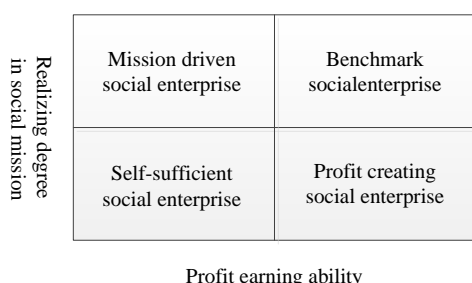 Realizing degree
in social mission
Mission driven
social enterprise
Benchmark
socialenterprise
Self-sufficient
social enterprise
Profit creating
social enterprise
Profit earning ability